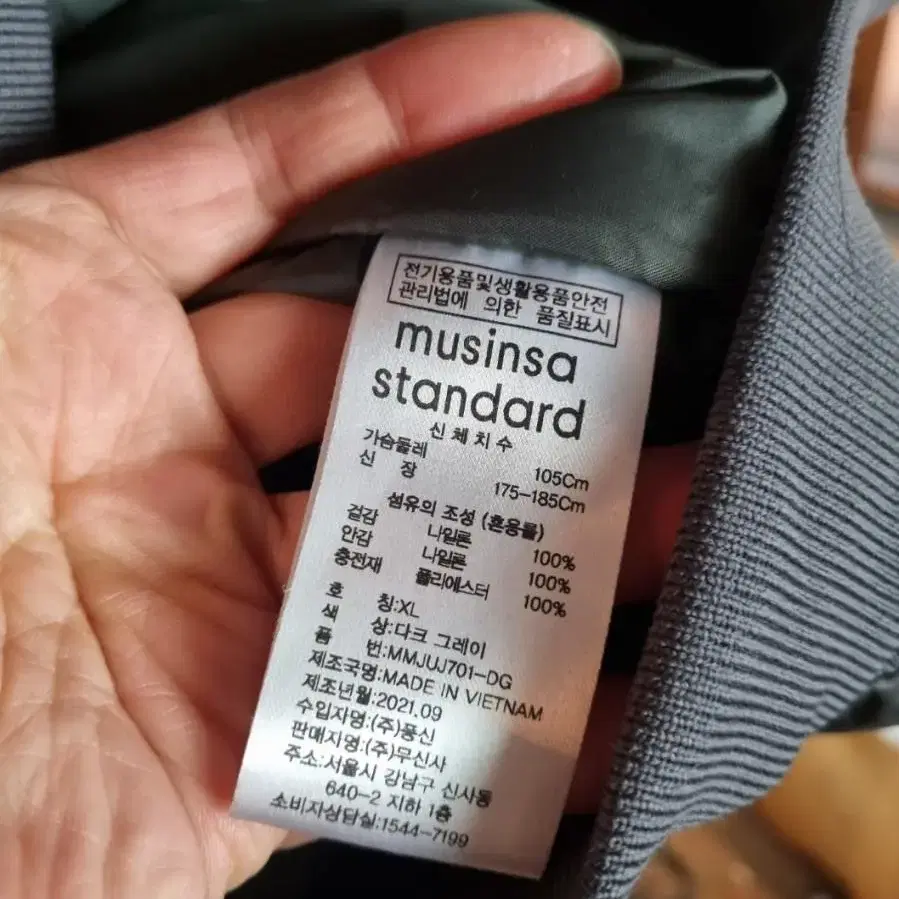 전기용품및생활용품안전
관리법에 의한 품질표시
musinsa
standard
신체치수
가슴둘레 105Cm
신 장 175-185Cm
섬유의 조성 (혼용률)
겉감 나일론 100%
안감 나일론 100%
충전재 폴리에스터 100%
호 칭:XL
색 상:다크 그레이
품 번:MMJUJ701-DG
제조국명:MADE IN VIETNAM
제조년월:2021.09
수입자명:(주)풍신
판매자명:(주)무신사
주소:서울시 강남구 신사동
640-2 지하 1층
소비자상담실:1544-7199